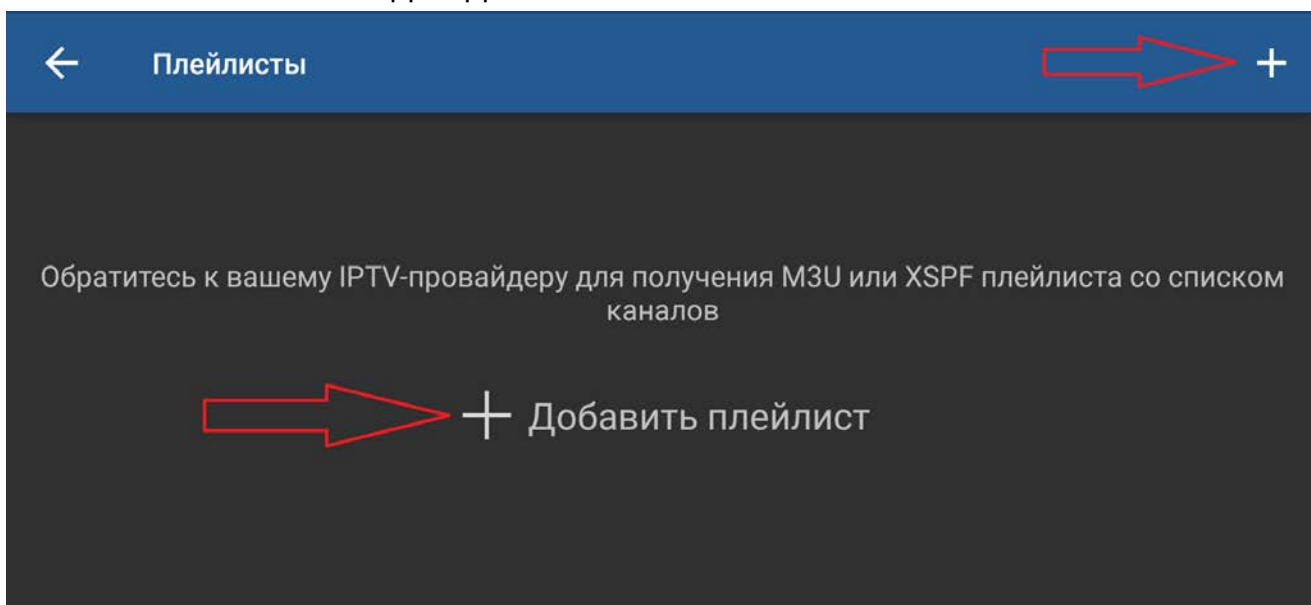 Плейлисты
Обратитесь к вашему IPTV-провайдеру для получения M3U или XSPF плейлиста со списком
каналов
Добавить плейлист